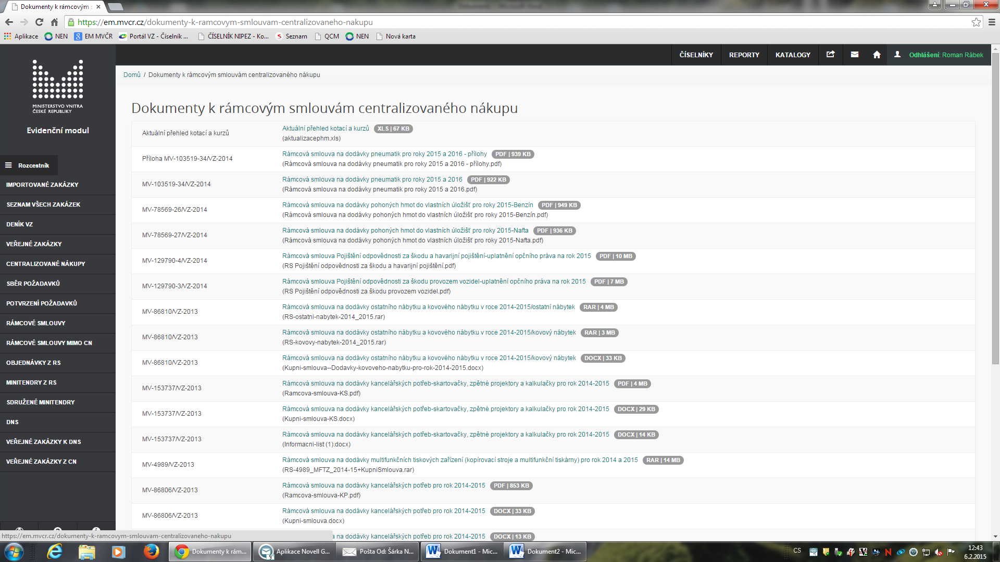 Dokumenty k rámcovým s
https://em.mvcr.cz/dokumenty-k-ramcovym-smlouvam-centralizovaneho-nakupu
Aplikace NEN EM MVČR Portál VZ - Číselník ... ČÍSELNÍK NIPEZ - Ko... Seznam QCM NEN Nová karta
ČÍSELNÍKY REPORTY KATALOGY Odhlášení: Roman Rábek
MINISTERSTVO VNITRA
ČESKÉ REPUBLIKY
Evidenční modul
Rozcestník
IMPORTOVANÉ ZAKÁZKY
SEZNAM VŠECH ZAKÁZEK
DENÍK VZ
VEŘEJNÉ ZAKÁZKY
CENTRALIZOVANÉ NÁKUPY
SBĚR POŽADAVKŮ
POTVRZENÍ POŽADAVKŮ
RÁMCOVÉ SMLOUVY
RÁMCOVÉ SMLOUVY MIMO CN
OBJEDNÁVKY Z RS
MINITENDRY Z RS
SDRUŽENÉ MINITENDRY
DNS
VEŘEJNÉ ZAKÁZKY K DNS
VEŘEJNÉ ZAKÁZKY Z CN
Domů / Dokumenty k rámcovým smlouvám centralizovaného nákupu
Dokumenty k rámcovým smlouvám centralizovaného nákupu
Aktuální přehled kotací a kurzů
Aktuální přehled kotací a kurzů XLS | 67 KB
(aktualizacephm.xls)
Příloha MV-103519-34/VZ-2014
Rámcová smlouva na dodávky pneumatik pro roky 2015 a 2016 - přílohy PDF | 939 KB
(Rámcová smlouva na dodávky pneumatik pro roky 2015 a 2016 - přílohy.pdf)
MV-103519-34/VZ-2014
Rámcová smlouva na dodávky pneumatik pro roky 2015 a 2016 PDF | 922 KB
(Rámcová smlouva na dodávky pneumatik pro roky 2015 a 2016.pdf)
MV-78569-26/VZ-2014
Rámcová smlouva na dodávky pohoných hmot do vlastních úložišť pro roky 2015-Benzín PDF | 949 KB
(Rámcová smlouva na dodávky pohoných hmot do vlastních úložišť pro roky 2015-Benzín.pdf)
MV-78569-27/VZ-2014
Rámcová smlouva na dodávky pohoných hmot do vlastních úložišť pro roky 2015-Nafta PDF | 936 KB
(Rámcová smlouva na dodávky pohoných hmot do vlastních úložišť pro roky 2015-Nafta.pdf)
MV-129790-4/VZ-2014
Rámcová smlouva Pojištění odpovědnosti za škodu a havarijní pojištění-uplatnění opčního práva na rok 2015 PDF | 10 MB
(RS Pojištění odpovědnosti za škodu a havarijní pojištění.pdf)
MV-129790-3/VZ-2014
Rámcová smlouva Pojištění odpovědnosti za škodu provozem vozidel-uplatnění opčního práva na rok 2015 PDF | 7 MB
(RS Pojištění odpovědnosti za škodu provozem vozidel.pdf)
MV-86810/VZ-2013
Rámcová smlouva na dodávky ostatního nábytku a kovového nábytku v roce 2014-2015/ostatní nábytek RAR | 4 MB
(RS-ostatni-nabytek-2014_2015.rar)
MV-86810/VZ-2013
Rámcová smlouva na dodávky ostatního nábytku a kovového nábytku v roce 2014-2015/kovový nábytek RAR | 3 MB
(RS-kovovy-nabytek-2014_2015.rar)
MV-86810/VZ-2013
Rámcová smlouva na dodávky ostatního nábytku a kovového nábytku v roce 2014-2015/kovový nábytek DOCX | 33 KB
(Kupni-smlouva--Dodavky-kovoveho-nabytku-pro-rok-2014-2015.docx)
MV-153737/VZ-2013
Rámcová smlouva na dodávky kancelářských potřeb-skartovačky, zpětné projektory a kalkulačky pro rok 2014-2015 PDF | 4 MB
(Ramcova-smlouva-KS.pdf)
MV-153737/VZ-2013
Rámcová smlouva na dodávky kancelářských potřeb-skartovačky, zpětné projektory a kalkulačky pro rok 2014-2015 DOCX | 29 KB
(Kupni-smlouva-KS.docx)
MV-153737/VZ-2013
Rámcová smlouva na dodávky kancelářských potřeb-skartovačky, zpětné projektory a kalkulačky pro rok 2014-2015 DOCX | 14 KB
(Informacni-list (1).docx)
MV-4989/VZ-2013
Rámcová smlouva na dodávky multifunkčních tiskových zařízení (kopírovací stroje a multifunkční tiskárny) pro rok 2014 a 2015 RAR | 14 MB
(RS-4989_MFTZ_2014-15+KupniSmlouva.rar)
MV-86806/VZ-2013
Rámcová smlouva na dodávky kancelářských potřeb pro rok 2014-2015 PDF | 853 KB
(Ramcova-smlouva-KP.pdf)
MV-86806/VZ-2013
Rámcová smlouva na dodávky kancelářských potřeb pro rok 2014-2015 DOCX | 33 KB
(Kupni-smlouva.docx)
na dodávky kancelářských potřeb pro rok 2014-2015 DOCX | 13 KB
https://em.mvcr.cz/dokumenty-k-ramcovym-smlouvam-centralizovaneho-nakupu
Dokumenty k rám... Aplikace Novell G... Pošta Od: Šárka N... Dokument1 - Mic... Dokument2 - Mic... CS 12:43
6.2.2015